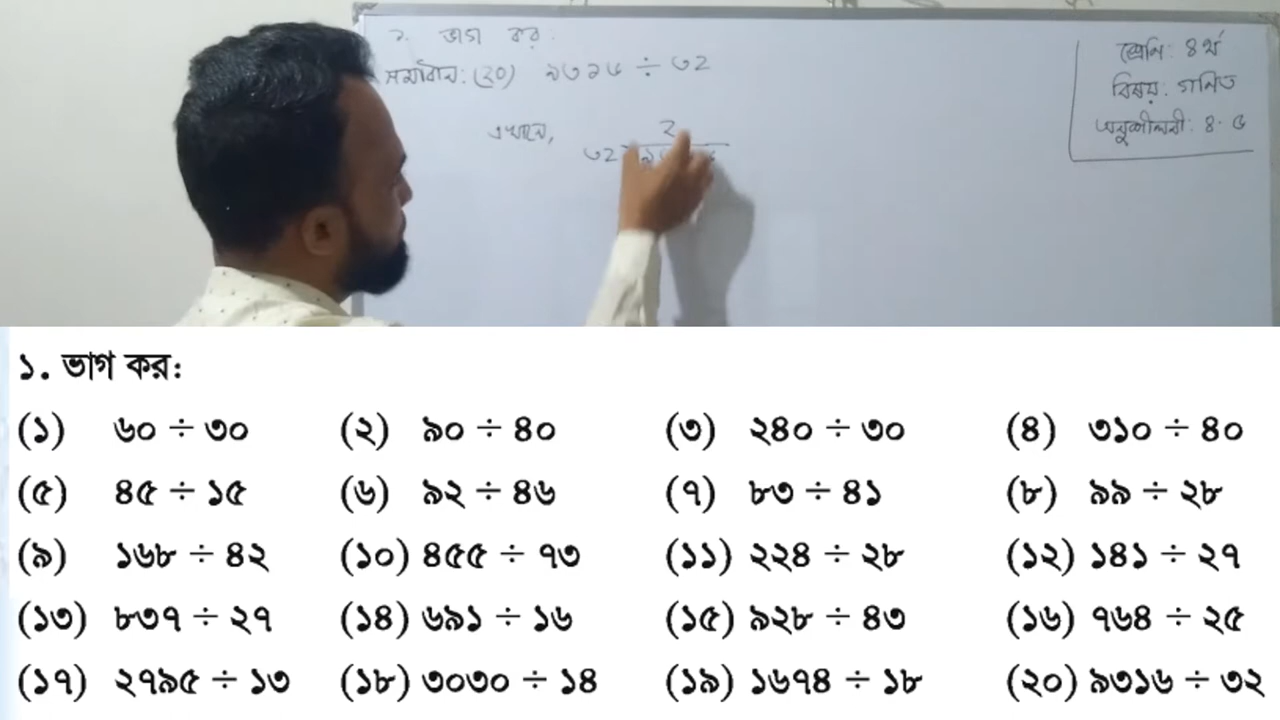 ১. ভাগ কর:
সমাধান: (২০) ৯৩১৬ ÷ ৩২
এখানে,
২
৩২
শ্রেণি: ৪র্থ
বিষয়: গণিত
অনুশীলনী: ৪.৫
১. ভাগ কর:
(১) ৬০ ÷ ৩০ (২) ৯০ ÷ ৪০ (৩) ২৪০ ÷ ৩০ (৪) ৩১০ ÷ ৪০
(৫) ৪৫ ÷ ১৫ (৬) ৯২ ÷ ৪৬ (৭) ৮৩ ÷ ৪১ (৮) ৯৯ ÷ ২৮
(৯) ১৬৮ ÷ ৪২ (১০) ৪৫৫ ÷ ৭৩ (১১) ২২৪ ÷ ২৮ (১২) ১৪১ ÷ ২৭
(১৩) ৮৩৭ ÷ ২৭ (১৪) ৬৯১ ÷ ১৬ (১৫) ৯২৮ ÷ ৪৩ (১৬) ৭৬৪ ÷ ২৫
(১৭) ২৭৯৫ ÷ ১৩ (১৮) ৩০৩০ ÷ ১৪ (১৯) ১৬৭৪ ÷ ১৮ (২০) ৯৩১৬ ÷ ৩২